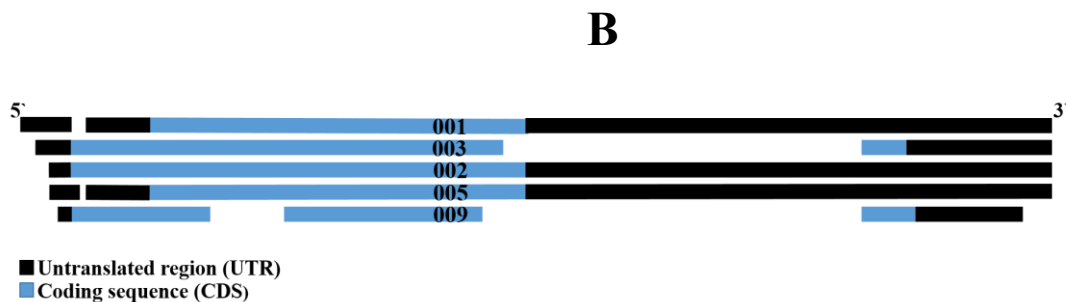 B
5` 3`
001
003
002
005
009
Untranslated region (UTR)
Coding sequence (CDS)